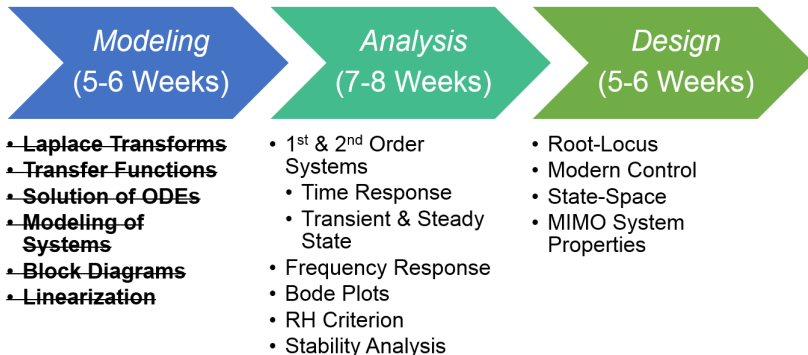 Modeling
(5-6 Weeks)
• Laplace Transforms
• Transfer Functions
• Solution of ODEs
• Modeling of
Systems
• Block Diagrams
• Linearization
Analysis
(7-8 Weeks)
• 1st & 2nd Order
Systems
• Time Response
• Transient & Steady
State
• Frequency Response
• Bode Plots
• RH Criterion
• Stability Analysis
Design
(5-6 Weeks)
• Root-Locus
• Modern Control
• State-Space
• MIMO System
Properties